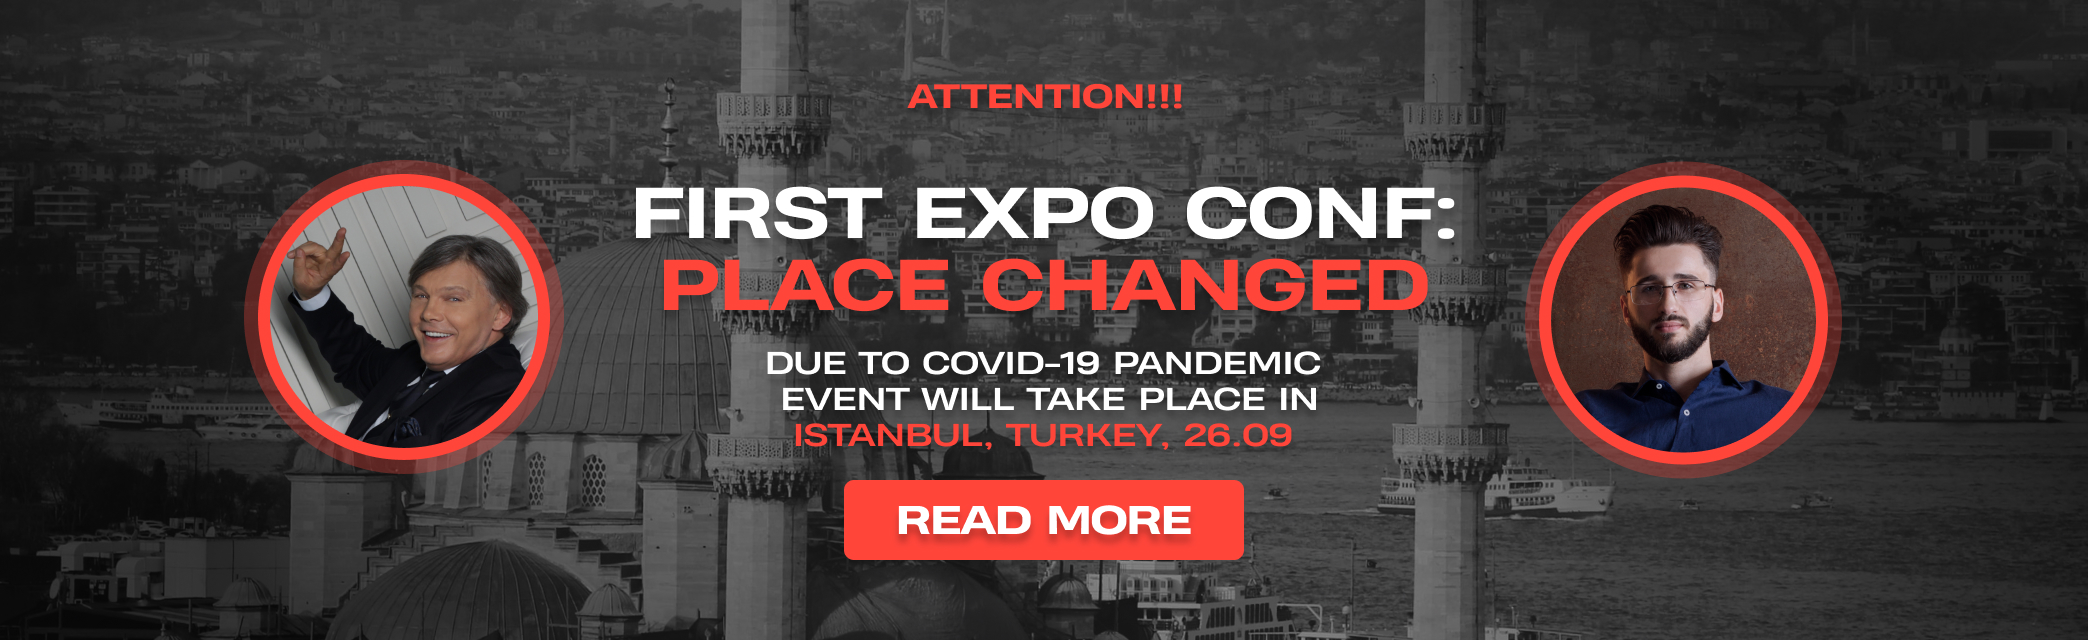 ATTENTION!!!
FIRST EXPO CONF:
PLACE CHANGED
DUE TO COVID-19 PANDEMIC
EVENT WILL TAKE PLACE IN
ISTANBUL, TURKEY, 26.09
READ MORE